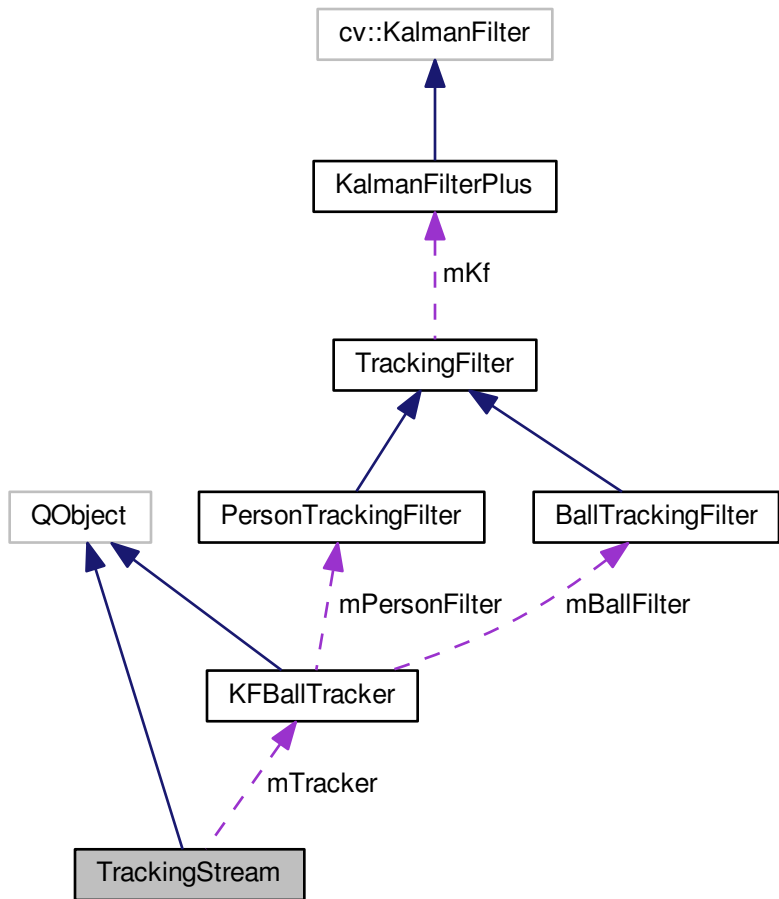 cv::KalmanFilter
KalmanFilterPlus
mKf
TrackingFilter
QObject
PersonTrackingFilter
BallTrackingFilter
mPersonFilter
mBallFilter
KFBallTracker
mTracker
TrackingStream